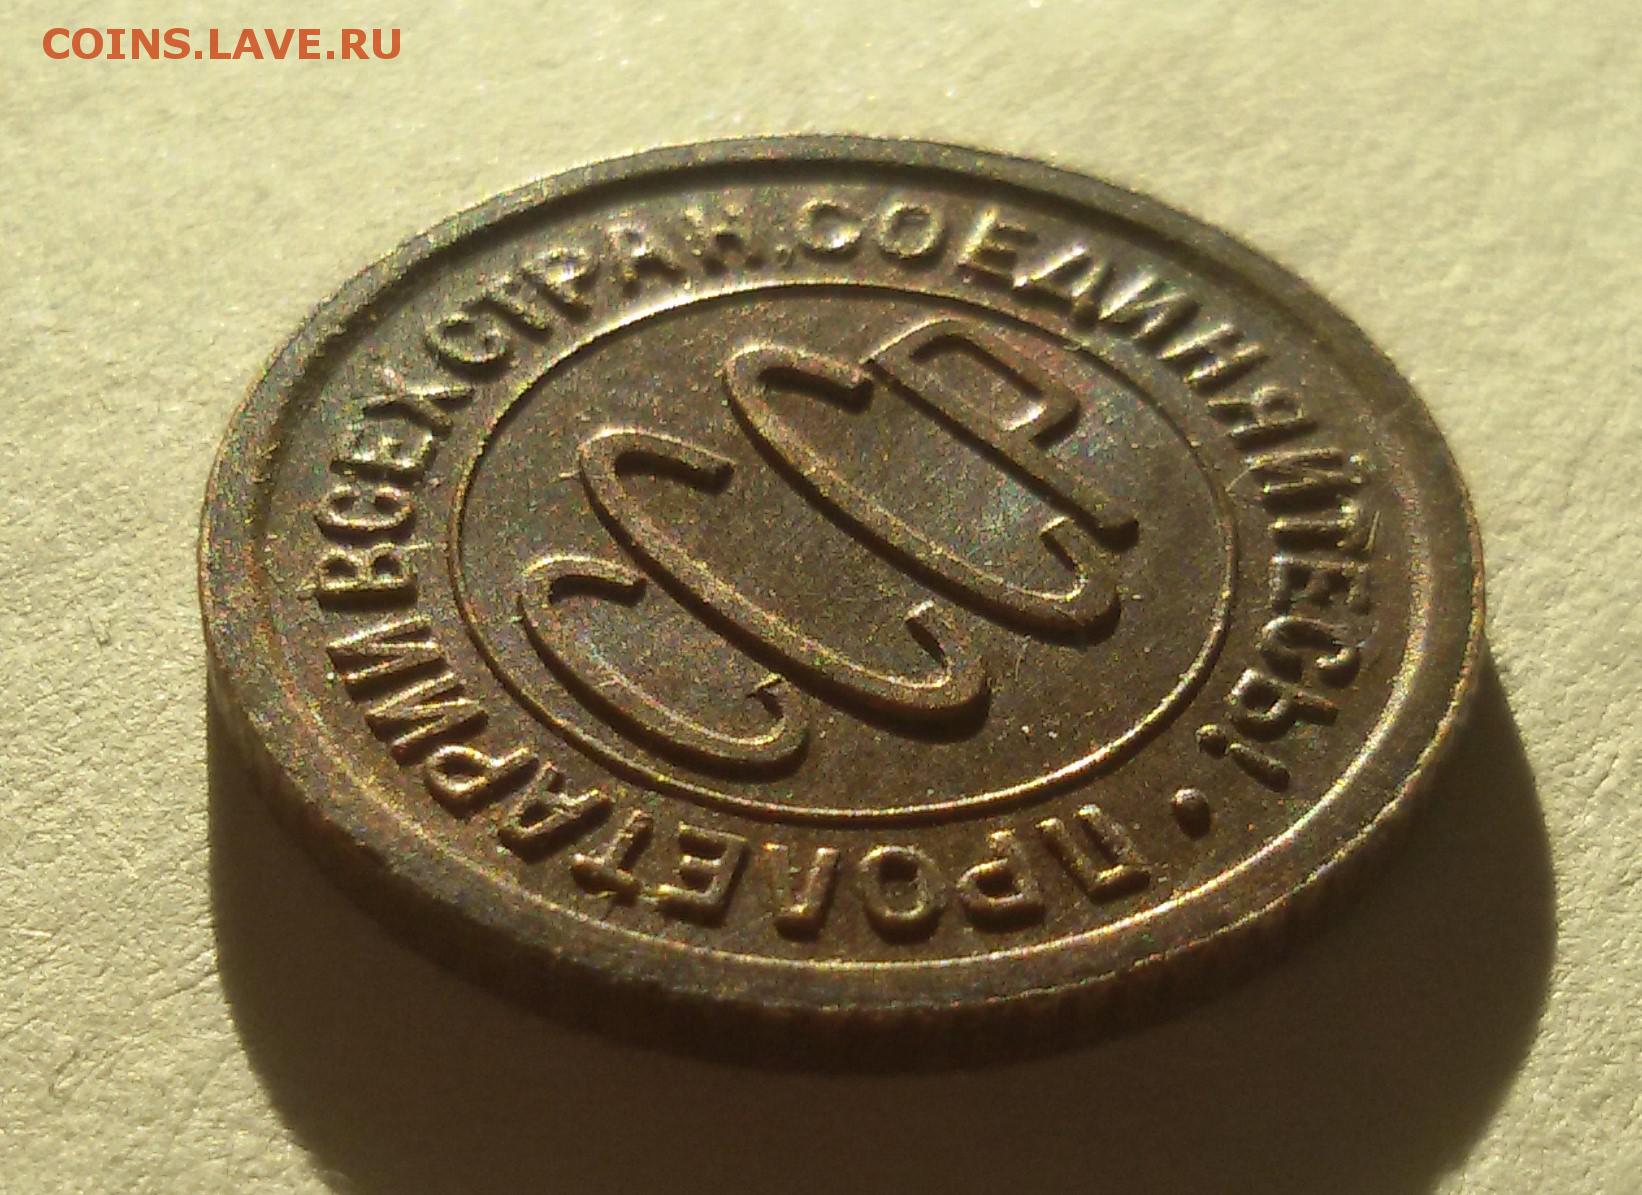 COINS.LAVE.RU
ПРОЛЕТАРИИ ВСЕХ СТРАН, СОЕДИНЯЙТЕСЬ! •
СССР